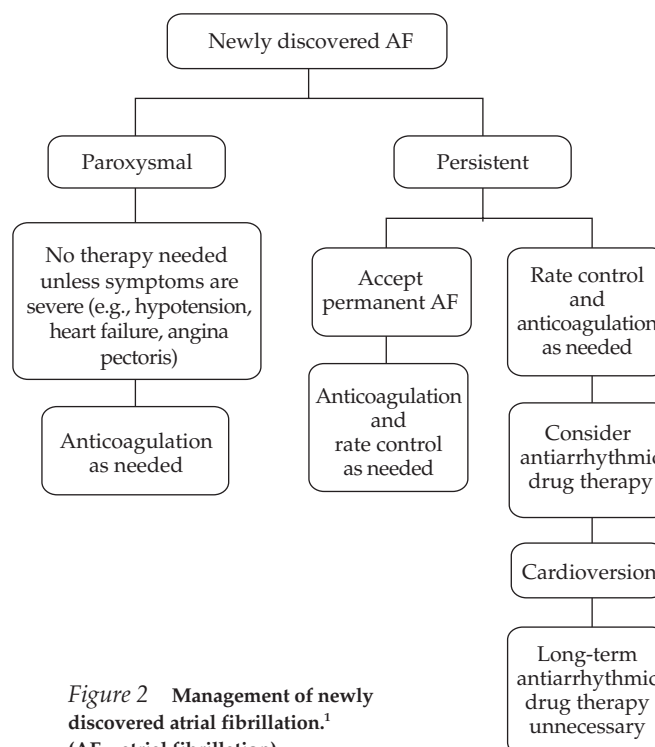 Newly discovered AF
Paroxysmal
Persistent
No therapy needed
unless symptoms are
severe (e.g., hypotension,
heart failure, angina
pectoris)
Anticoagulation
as needed
Accept
permanent AF
Anticoagulation
and
rate control
as needed
Rate control
and
anticoagulation
as needed
Consider
antiarrhythmic
drug therapy
Cardioversion
Long-term
antiarrhythmic
drug therapy
unnecessary
Figure 2 Management of newly
discovered atrial fibrillation.¹
(AF—atrial fibrillation)